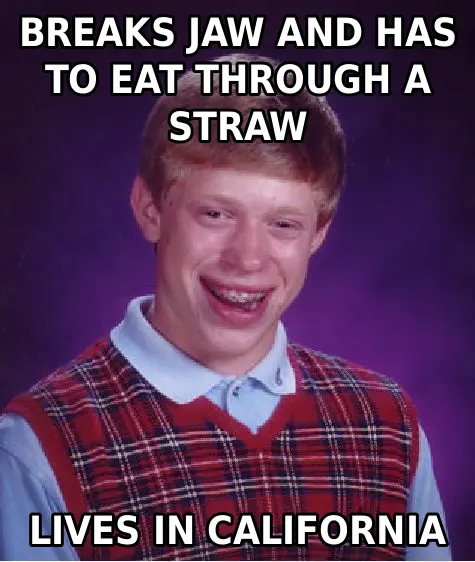 BREAKS JAW AND HAS
TO EAT THROUGH A
STRAW
LIVES IN CALIFORNIA